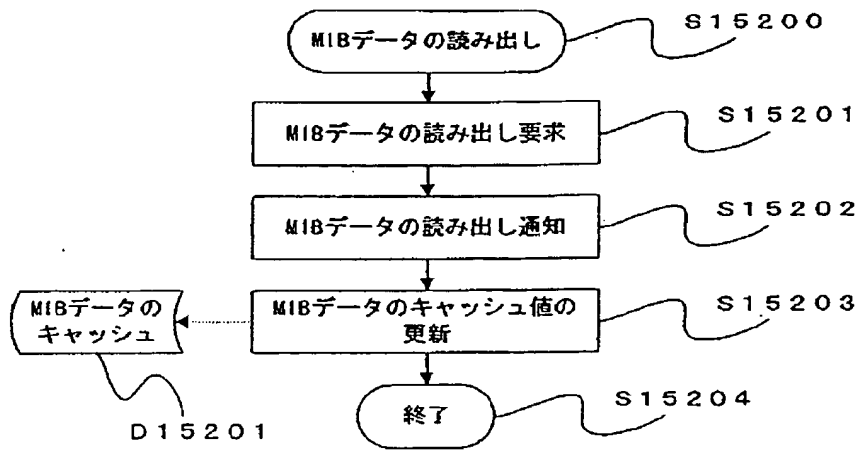 MIBデータの読み出し
S15200
MIBデータの読み出し要求
S15201
MIBデータの読み出し通知
S15202
MIBデータの
キャッシュ
MIBデータのキャッシュ値の
更新
S15203
D15201
終了
S15204